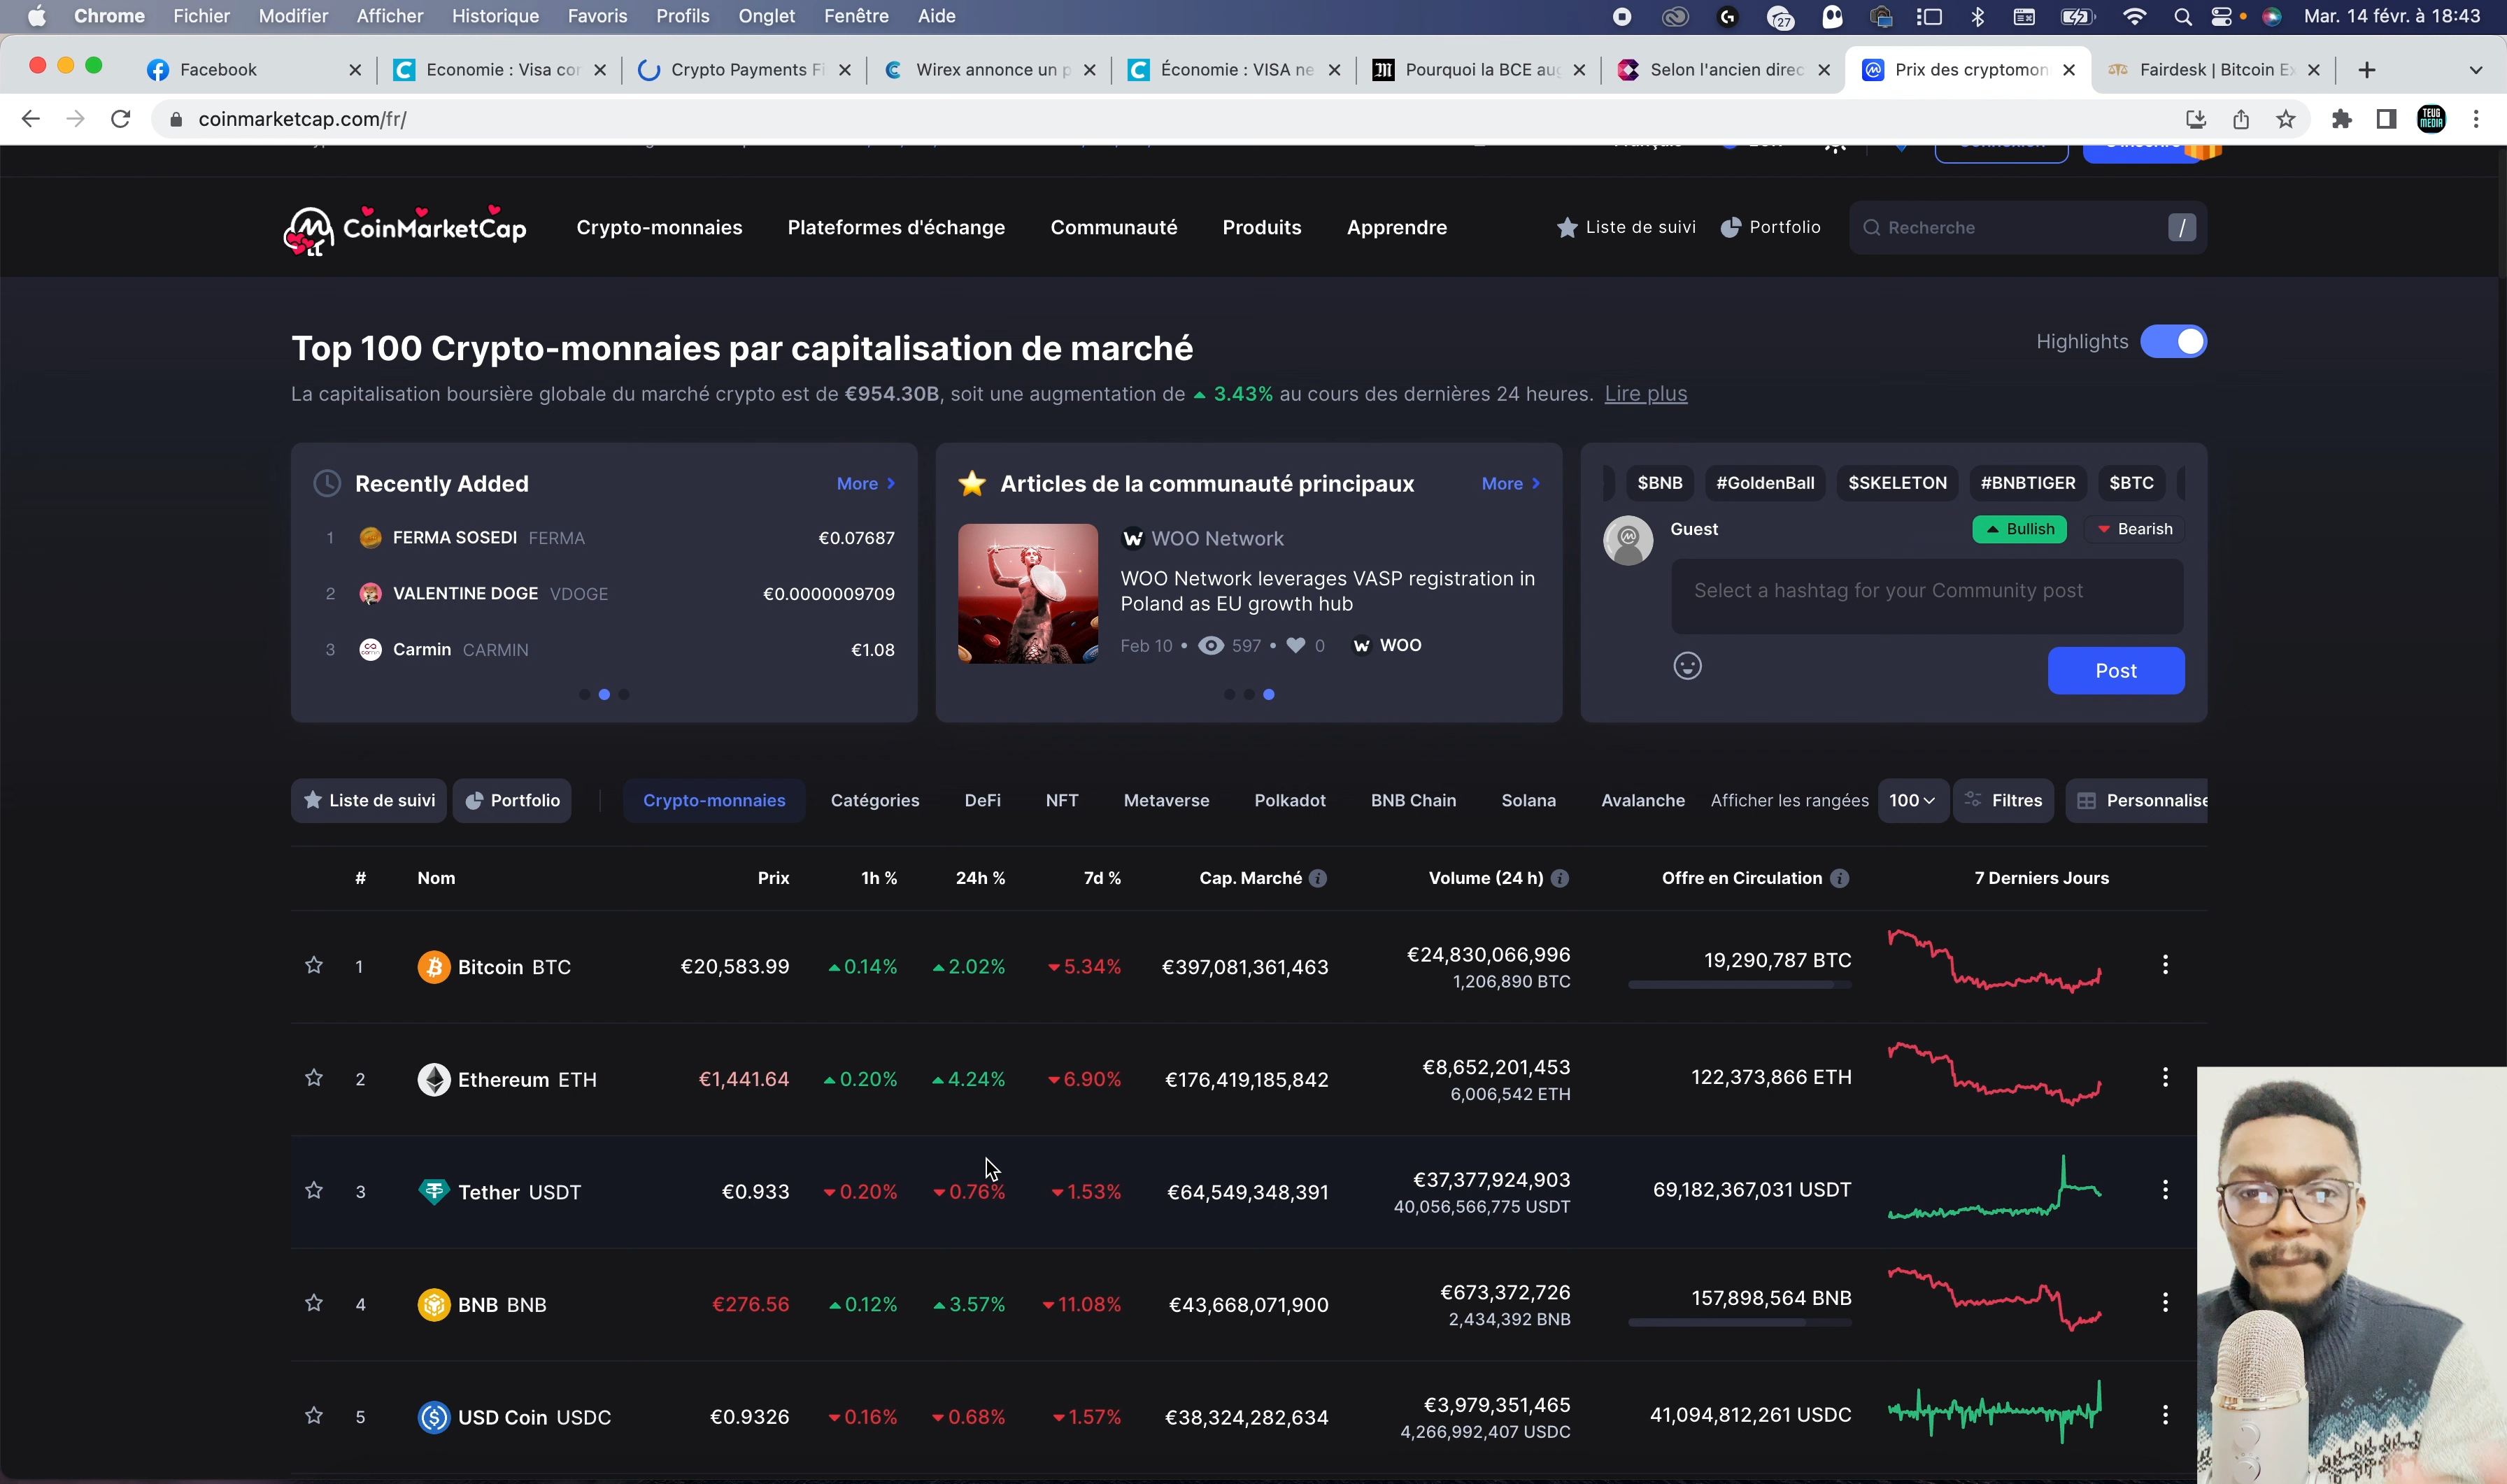 Chrome Fichier Modifier Afficher Historique Favoris Profils Onglet Fenêtre Aide 27 Mar. 14 févr. à 18:43
Facebook Economie : Visa cor Crypto Payments Fi Wirex annonce un p Économie : VISA ne Pourquoi la BCE aug Selon l'ancien direc Prix des cryptomon Fairdesk | Bitcoin Ex
coinmarketcap.com/fr/ TEUG MEDIA
CoinMarketCap Crypto-monnaies Plateformes d'échange Communauté Produits Apprendre Liste de suivi Portfolio Recherche /
Top 100 Crypto-monnaies par capitalisation de marché Highlights
La capitalisation boursière globale du marché crypto est de €954.30B, soit une augmentation de 3.43% au cours des dernières 24 heures. Lire plus
Recently Added More
1 FERMA SOSEDI FERMA €0.07687
2 VALENTINE DOGE VDOGE €0.0000009709
3 Carmin CARMIN €1.08
Articles de la communauté principaux More
WOO Network
WOO Network leverages VASP registration in
Poland as EU growth hub
Feb 10 • 597 • 0 WOO
$BNB #GoldenBall $SKELETON #BNBTIGER $BTC
Guest Bullish Bearish
Select a hashtag for your Community post
Post
Liste de suivi Portfolio Crypto-monnaies Catégories DeFi NFT Metaverse Polkadot BNB Chain Solana Avalanche Afficher les rangées 100 Filtres Personnalise
# Nom Prix 1h % 24h % 7d % Cap. Marché Volume (24 h) Offre en Circulation 7 Derniers Jours
1 Bitcoin BTC €20,583.99 0.14% 2.02% 5.34% €397,081,361,463 €24,830,066,996 19,290,787 BTC
1,206,890 BTC
2 Ethereum ETH €1,441.64 0.20% 4.24% 6.90% €176,419,185,842 €8,652,201,453 122,373,866 ETH
6,006,542 ETH
3 Tether USDT €0.933 0.20% 0.76% 1.53% €64,549,348,391 €37,377,924,903 69,182,367,031 USDT
40,056,566,775 USDT
4 BNB BNB €276.56 0.12% 3.57% 11.08% €43,668,071,900 €673,372,726 157,898,564 BNB
2,434,392 BNB
5 USD Coin USDC €0.9326 0.16% 0.68% 1.57% €38,324,282,634 €3,979,351,465 41,094,812,261 USDC
4,266,992,407 USDC